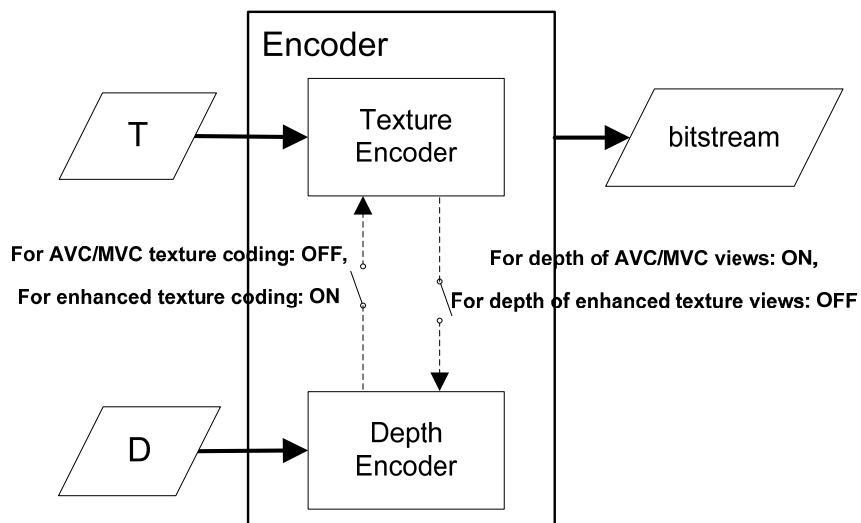 Encoder
T
Texture
Encoder
bitstream
For AVC/MVC texture coding: OFF,
For enhanced texture coding: ON
For depth of AVC/MVC views: ON,
For depth of enhanced texture views: OFF
D
Depth
Encoder